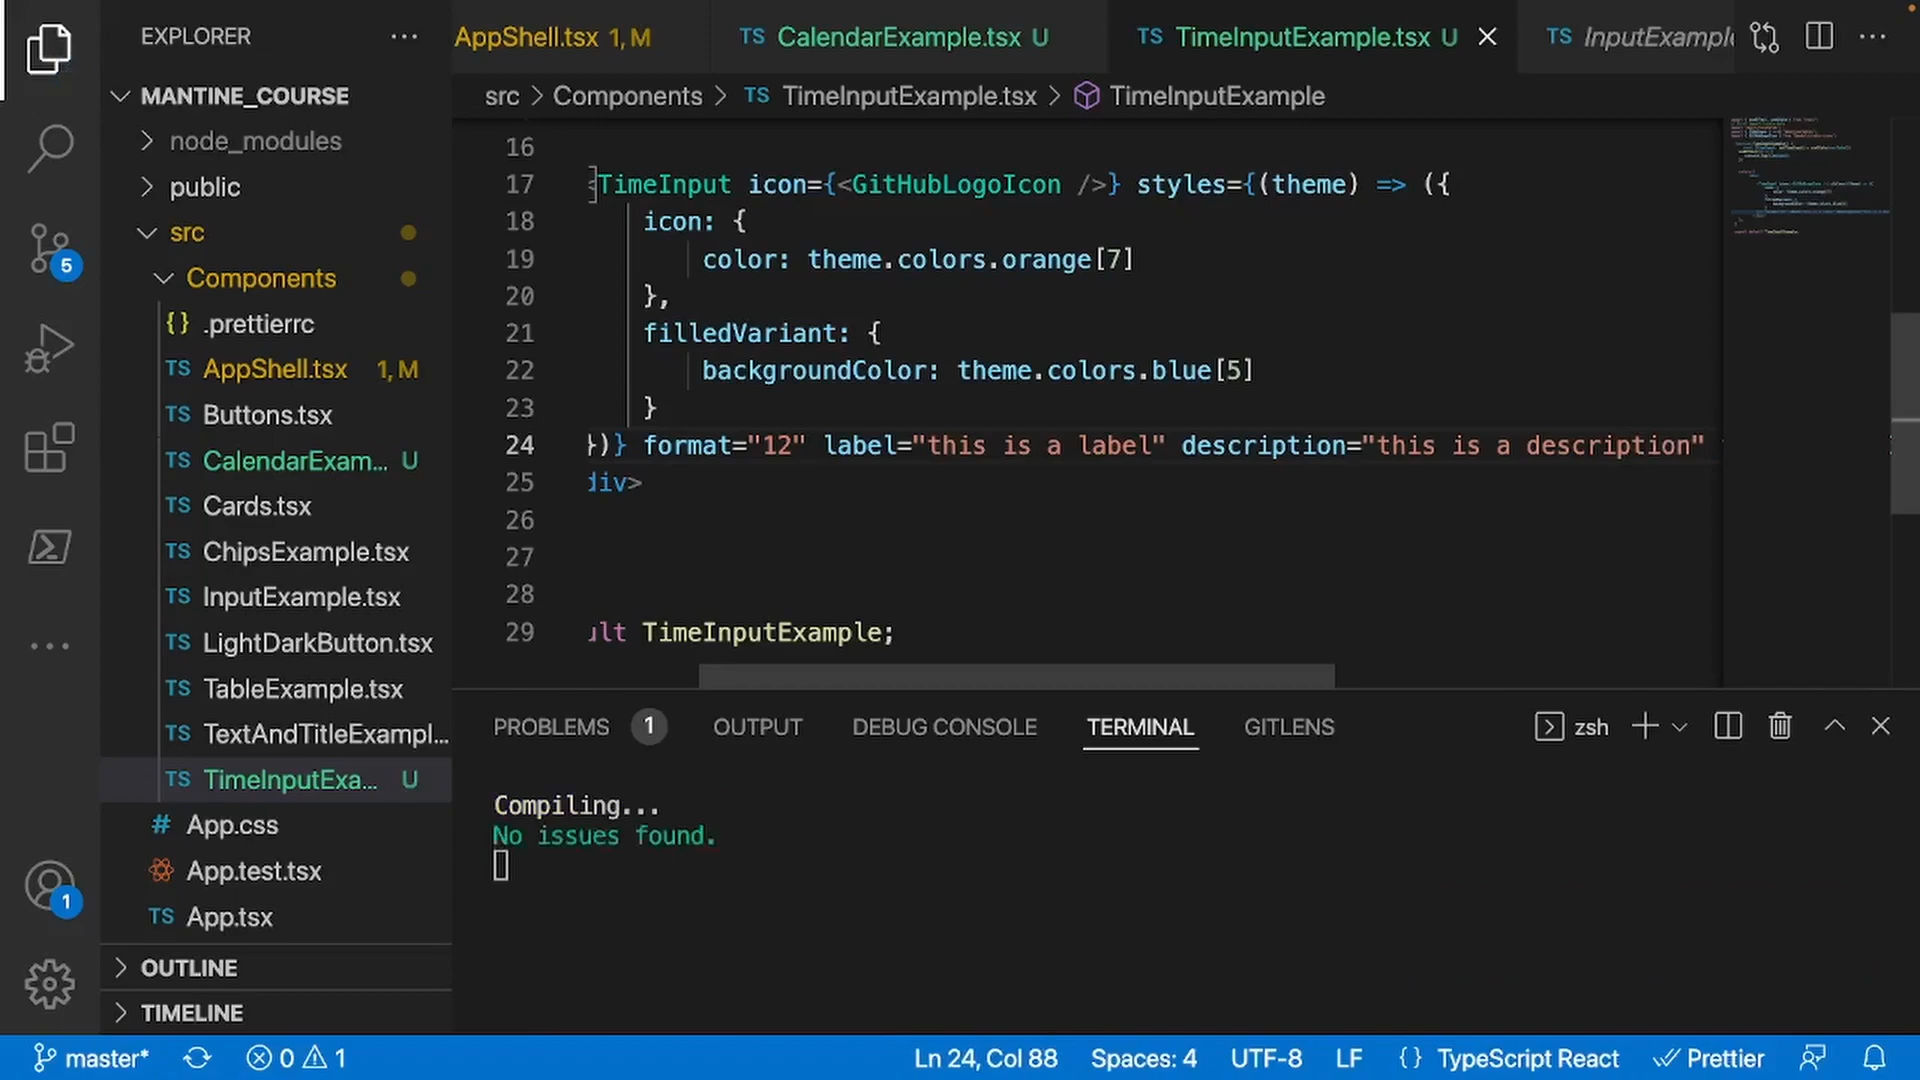 EXPLORER
AppShell.tsx 1, M
TS CalendarExample.tsx U
TS TimeInputExample.tsx U
TS InputExampl
MANTINE_COURSE
src > Components > TS TimeInputExample.tsx > TimeInputExample
node_modules
public
src
Components
{} .prettierrc
TS AppShell.tsx 1, M
TS Buttons.tsx
TS CalendarExam... U
TS Cards.tsx
TS ChipsExample.tsx
TS InputExample.tsx
TS LightDarkButton.tsx
TS TableExample.tsx
TS TextAndTitleExampl...
TS TimeInputExa... U
# App.css
App.test.tsx
TS App.tsx
OUTLINE
TIMELINE
5
1
16
17 <TimeInput icon={<GitHubLogoIcon />} styles={(theme) => ({
18 icon: {
19 color: theme.colors.orange[7]
20 },
21 filledVariant: {
22 backgroundColor: theme.colors.blue[5]
23 }
24 })} format="12" label="this is a label" description="this is a description"
25 div>
26
27
28
29 ult TimeInputExample;
PROBLEMS 1 OUTPUT DEBUG CONSOLE TERMINAL GITLENS
zsh
Compiling...
No issues found.
master* 0 1
Ln 24, Col 88 Spaces: 4 UTF-8 LF {} TypeScript React Prettier